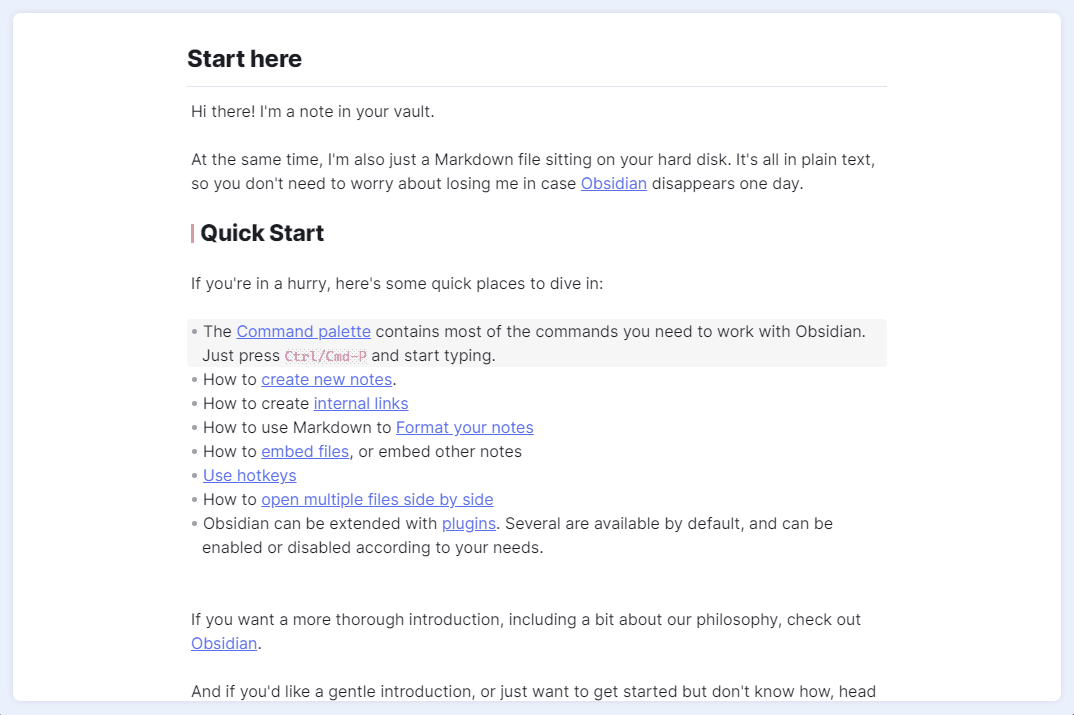 Start here
Hi there! I'm a note in your vault.
At the same time, I'm also just a Markdown file sitting on your hard disk. It's all in plain text,
so you don't need to worry about losing me in case Obsidian disappears one day.
Quick Start
If you're in a hurry, here's some quick places to dive in:
• The Command palette contains most of the commands you need to work with Obsidian.
Just press Ctrl/Cmd-P and start typing.
• How to create new notes.
• How to create internal links
• How to use Markdown to Format your notes
• How to embed files, or embed other notes
• Use hotkeys
• How to open multiple files side by side
• Obsidian can be extended with plugins. Several are available by default, and can be
enabled or disabled according to your needs.
If you want a more thorough introduction, including a bit about our philosophy, check out
Obsidian.
And if you'd like a gentle introduction, or just want to get started but don't know how, head